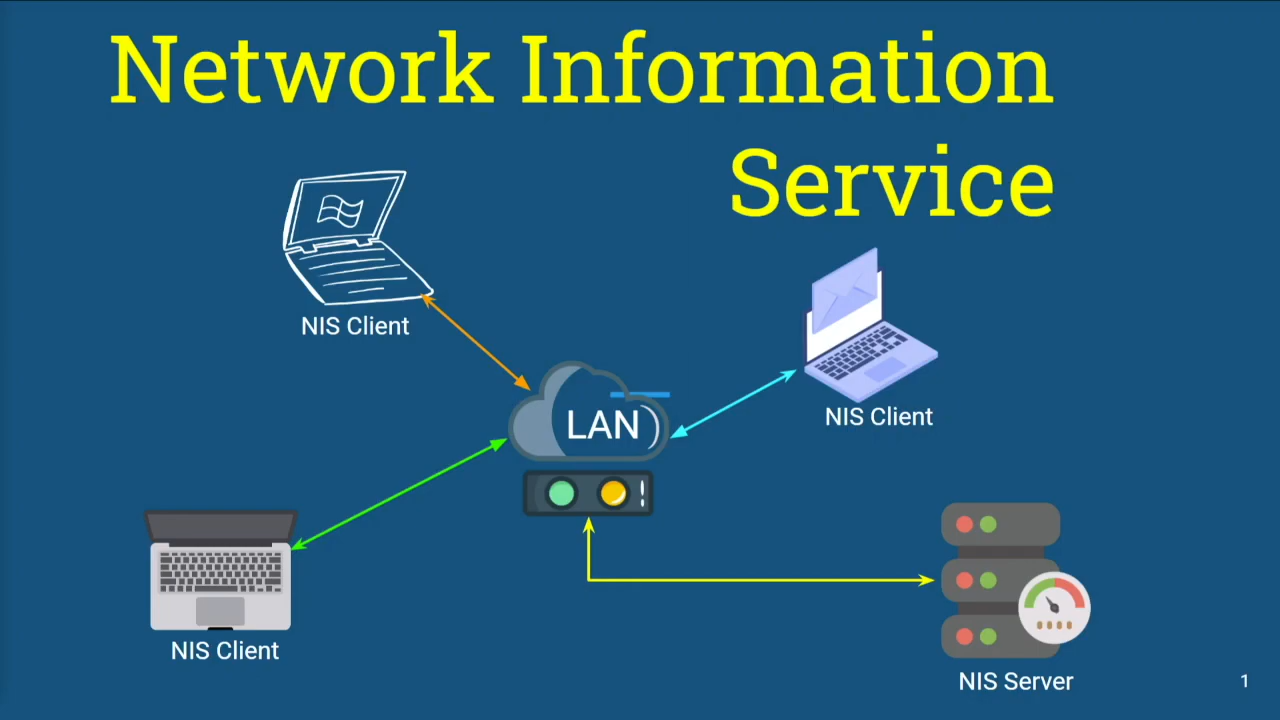 Network Information
Service
NIS Client
NIS Client
LAN
NIS Client
NIS Server
1